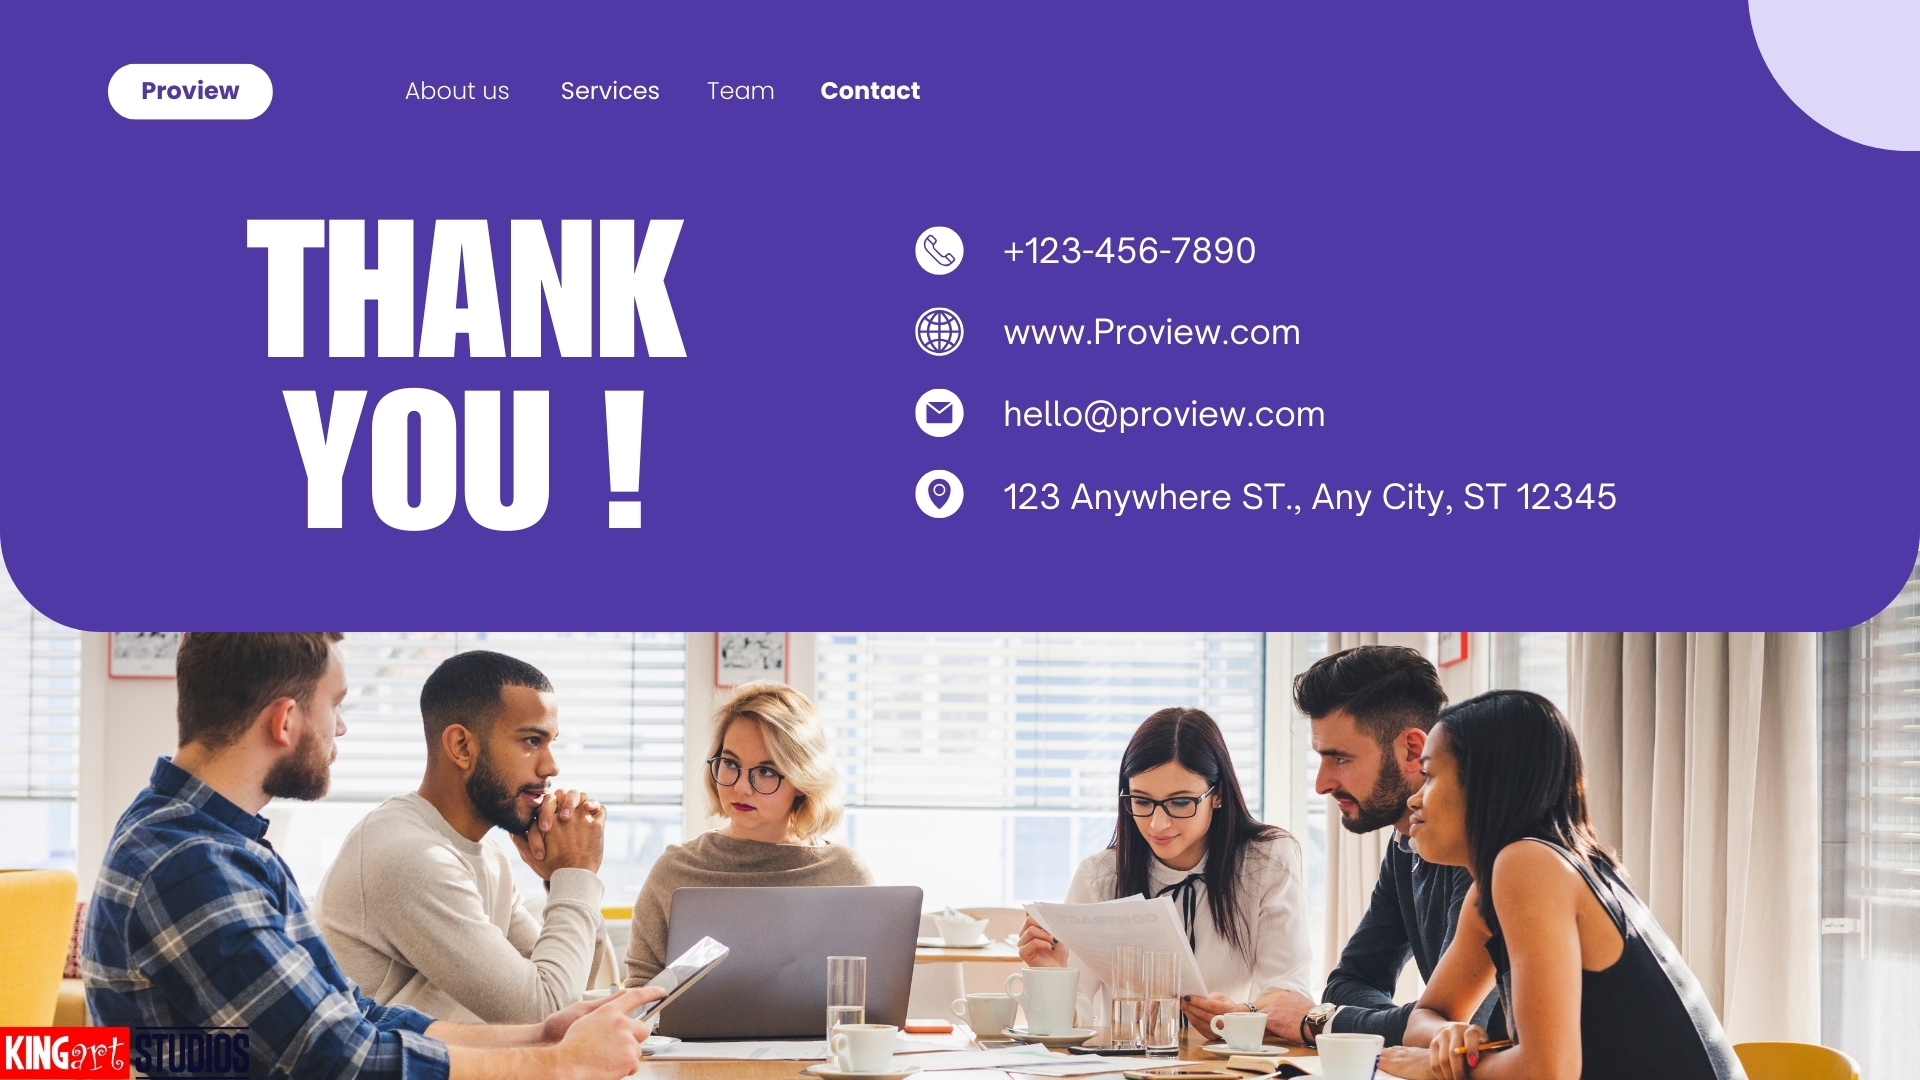 Proview
About us Services Team Contact
THANK
YOU !
+123-456-7890
www.Proview.com
hello@proview.com
123 Anywhere ST., Any City, ST 12345
CONTRACT
KINGart STUDIOS